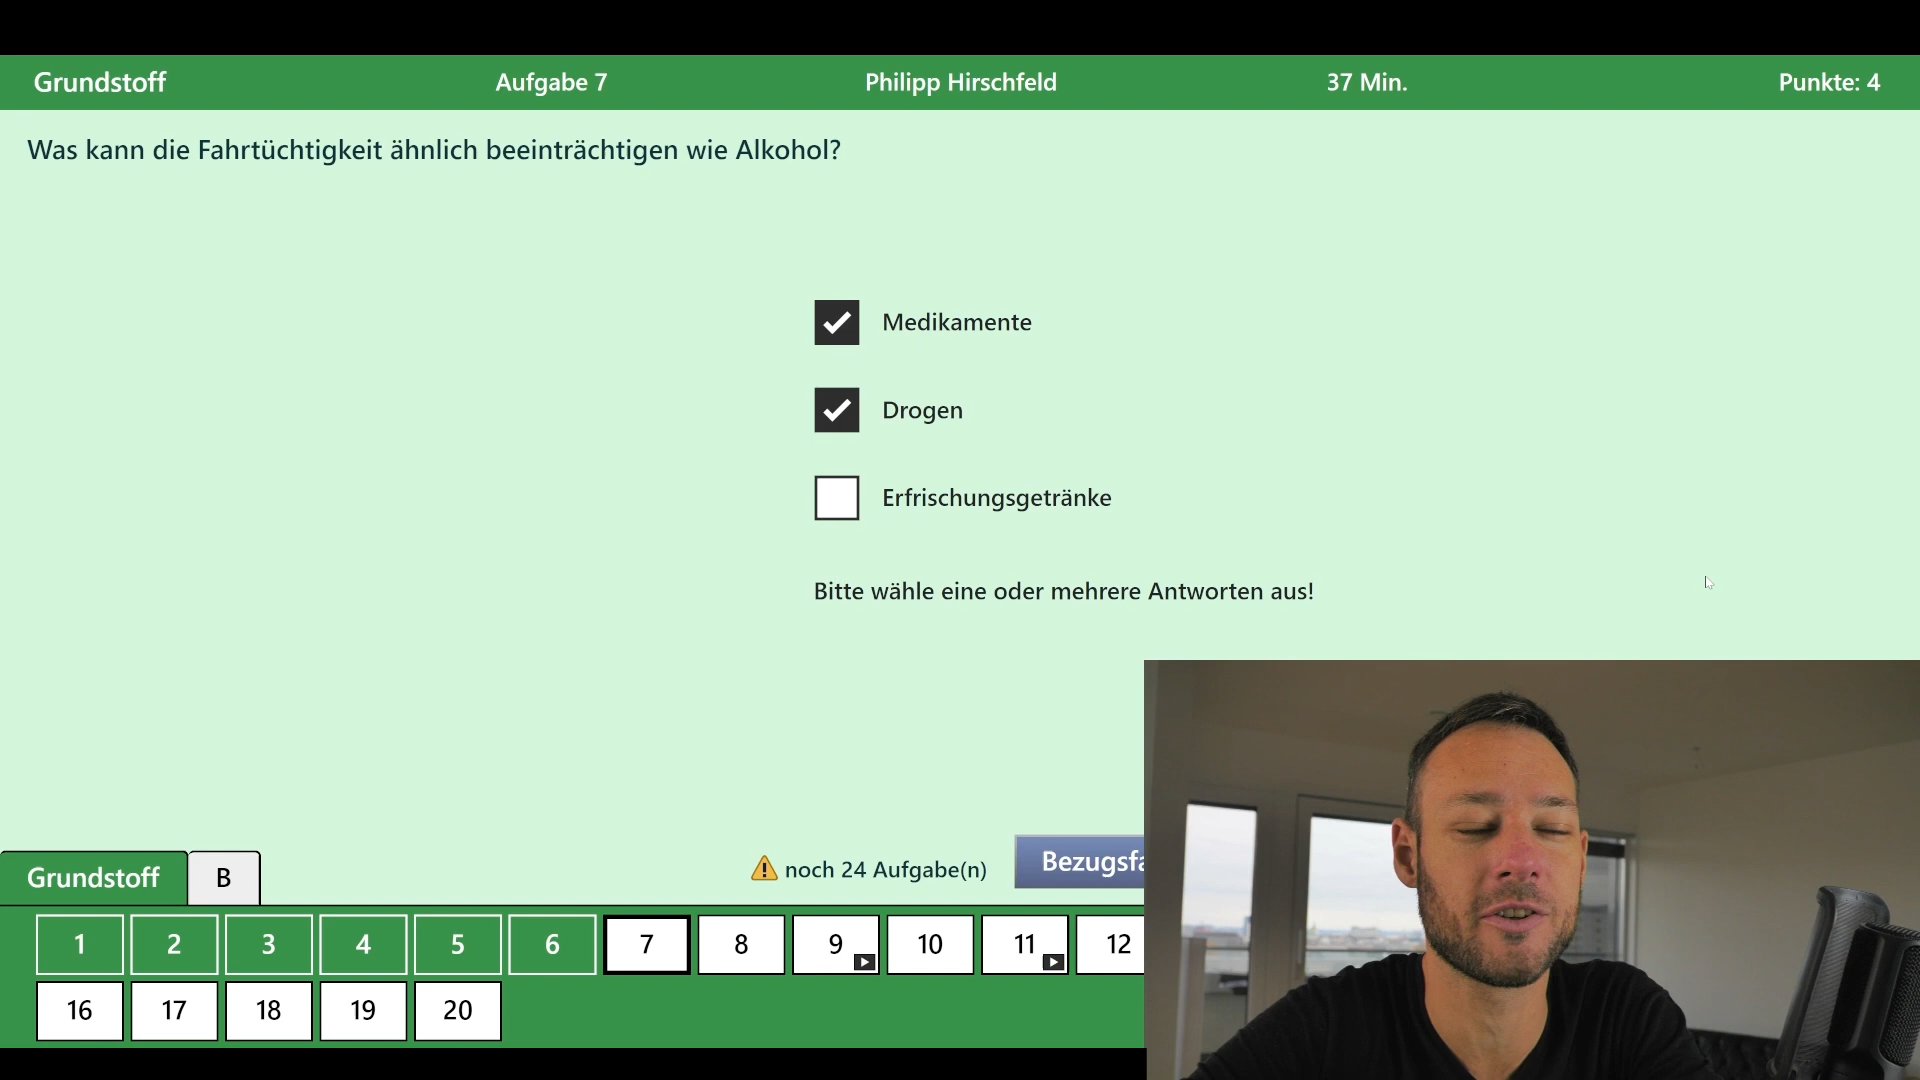 Grundstoff Aufgabe 7 Philipp Hirschfeld 37 Min. Punkte: 4
Was kann die Fahrtüchtigkeit ähnlich beeinträchtigen wie Alkohol?
Medikamente
Drogen
Erfrischungsgetränke
Bitte wähle eine oder mehrere Antworten aus!
Grundstoff B noch 24 Aufgabe(n)
1 2 3 4 5 6 7 8 9 10 11 12
16 17 18 19 20